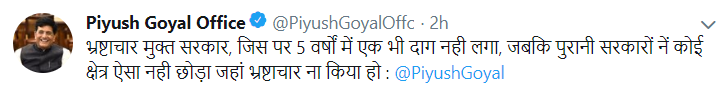 Piyush Goyal Office @PiyushGoyalOffc · 2h
भ्रष्टाचार मुक्त सरकार, जिस पर 5 वर्षों में एक भी दाग नही लगा, जबकि पुरानी सरकारों नें कोई
क्षेत्र ऐसा नही छोड़ा जहां भ्रष्टाचार ना किया हो : @PiyushGoyal